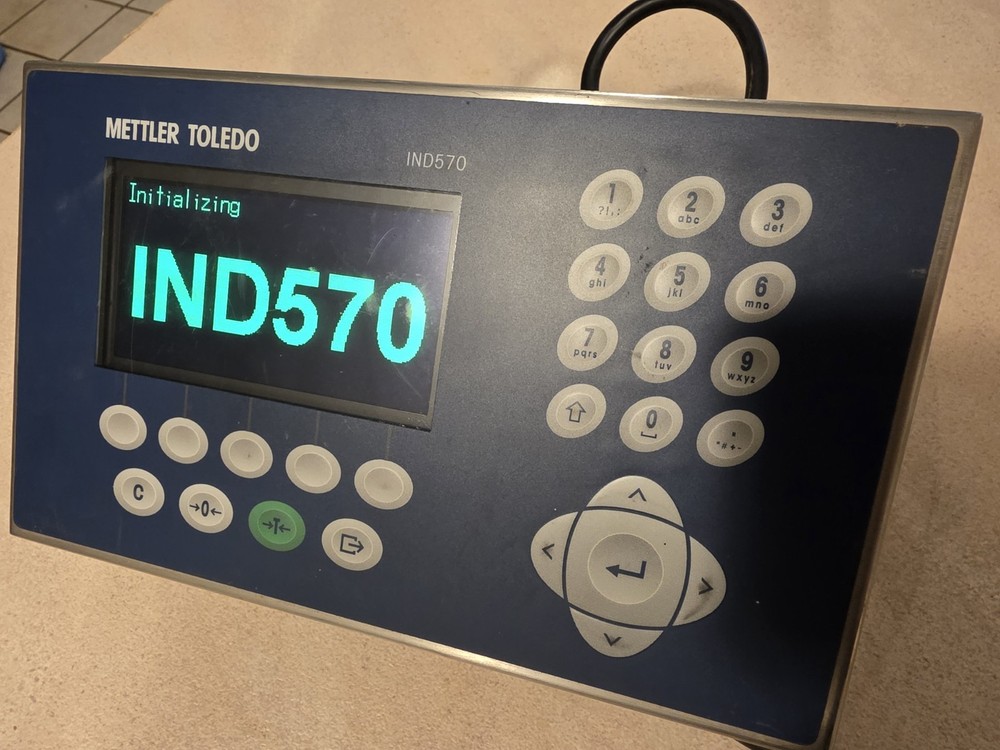 METTLER TOLEDO
IND570
Initializing
IND570
1
?!,:
2
abc
3
def
4
ghi
5
jkl
6
mno
7
pqrs
8
tuv
9
wxyz
0
C
→0←
→T←